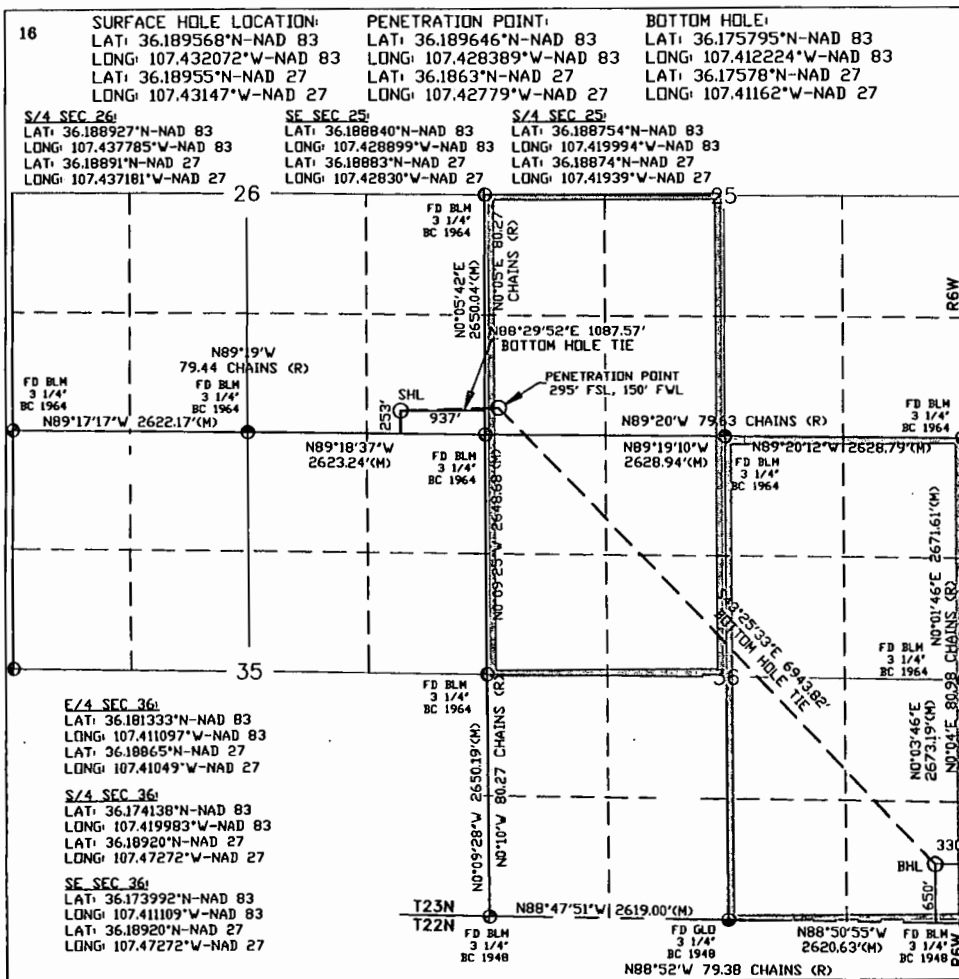 16
SURFACE HOLE LOCATION:
LAT: 36.189568°N-NAD 83
LONG: 107.432072°W-NAD 83
LAT: 36.18955°N-NAD 27
LONG: 107.43147°W-NAD 27
PENETRATION POINT:
LAT: 36.189646°N-NAD 83
LONG: 107.428389°W-NAD 83
LAT: 36.1863°N-NAD 27
LONG: 107.42779°W-NAD 27
BOTTOM HOLE:
LAT: 36.175795°N-NAD 83
LONG: 107.412224°W-NAD 83
LAT: 36.17578°N-NAD 27
LONG: 107.41162°W-NAD 27
S/4 SEC 26:
LAT: 36.188927°N-NAD 83
LONG: 107.437785°W-NAD 83
LAT: 36.18891°N-NAD 27
LONG: 107.437181°W-NAD 27
SE SEC 25:
LAT: 36.188840°N-NAD 83
LONG: 107.428899°W-NAD 83
LAT: 36.18883°N-NAD 27
LONG: 107.42830°W-NAD 27
S/4 SEC 25:
LAT: 36.188754°N-NAD 83
LONG: 107.419994°W-NAD 83
LAT: 36.18874°N-NAD 27
LONG: 107.41939°W-NAD 27
26
25
FD BLM
3 1/4"
BC 1964
N0°05'42"E
2650.04'(M)
N0°05'E 80.27
CHAINS (R)
R6W
N88°29'52"E 1087.57'
BOTTOM HOLE TIE
N89°19'W
79.44 CHAINS (R)
FD BLM
3 1/4"
BC 1964
FD BLM
3 1/4"
BC 1964
SHL
253'
937'
PENETRATION POINT
295' FSL, 150' FWL
N89°17'17"W 2622.17'(M)
N89°18'37"W
2623.24'(M)
FD BLM
3 1/4"
BC 1964
N89°20'W 79.63 CHAINS (R)
N89°19'10"W
2628.94'(M)
N89°20'12"W 2628.79'(M)
FD BLM
3 1/4"
BC 1964
FD BLM
3 1/4"
BC 1964
N0°09'25"W 2648.68'(M)
N0°01'46"E 2671.61'(M)
25'33"E 6943.82'
BOTTOM HOLE TIE
35
36
FD BLM
3 1/4"
BC 1964
FD BLM
3 1/4"
BC 1964
E/4 SEC 36:
LAT: 36.181333°N-NAD 83
LONG: 107.411097°W-NAD 83
LAT: 36.18865°N-NAD 27
LONG: 107.41049°W-NAD 27
S/4 SEC 36:
LAT: 36.174138°N-NAD 83
LONG: 107.419983°W-NAD 83
LAT: 36.18920°N-NAD 27
LONG: 107.47272°W-NAD 27
SE SEC 36:
LAT: 36.173992°N-NAD 83
LONG: 107.411109°W-NAD 83
LAT: 36.18920°N-NAD 27
LONG: 107.47272°W-NAD 27
N0°09'28"W 2650.19'(M)
N0°10'W 80.27 CHAINS (R)
N0°03'46"E
2673.19'(M)
N0°04'E 80.98 CHAINS (R)
330
BHL
650'
T23N
T22N
N88°47'51"W 2619.00'(M)
FD BLM
3 1/4"
BC 1948
FD GLO
3 1/4"
BC 1948
N88°50'55"W
2620.63'(M)
FD BLM
3 1/4"
BC 1948
R6W
N88°52'W 79.38 CHAINS (R)